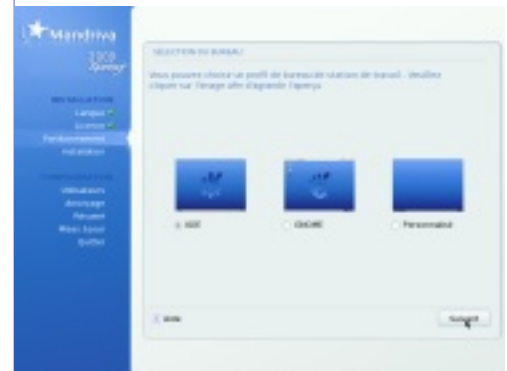 Mandriva
2008
Spring
INSTALLATION
Langue
Licence
Partitionnement
Installation
CONFIGURATION
Utilisateurs
Amorçage
Résumé
Mises à jour
Quitter
SÉLECTION DU BUREAU
Vous pouvez choisir un profil de bureau de station de travail. Veuillez
cliquer sur l'image afin d'agrandir l'aperçu.
KDE
GNOME
Personnalisé
Aide
Suivant